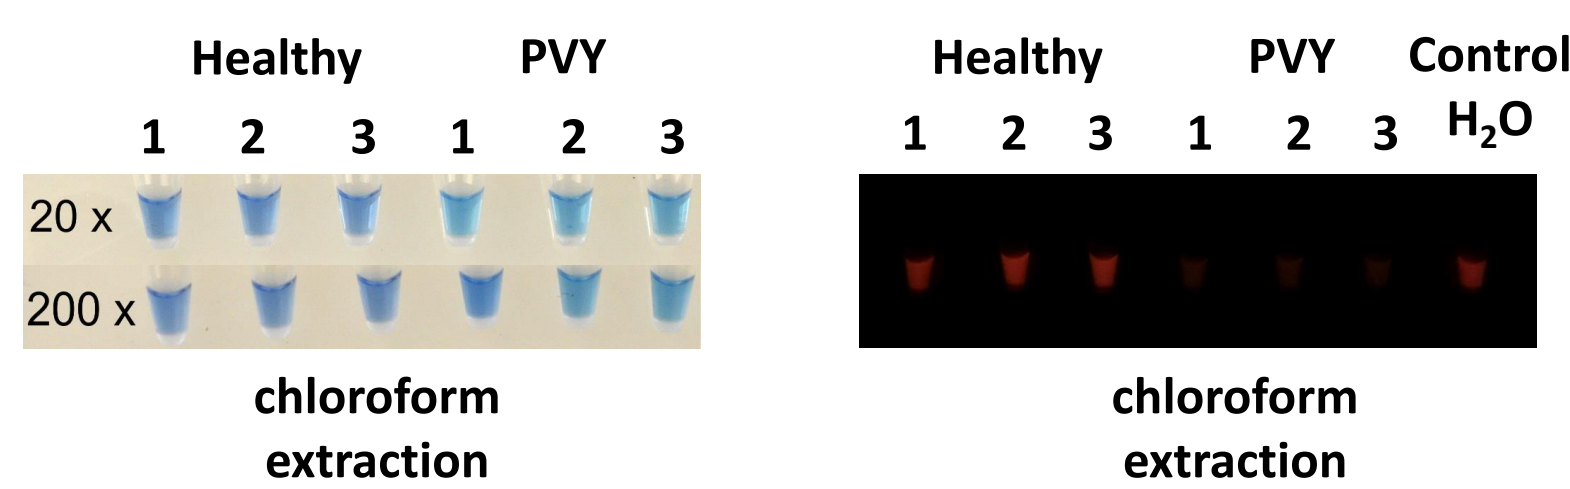 Healthy PVY
1 2 3 1 2 3
20 x
200 x
chloroform
extraction
Healthy PVY Control
1 2 3 1 2 3 H₂O
chloroform
extraction